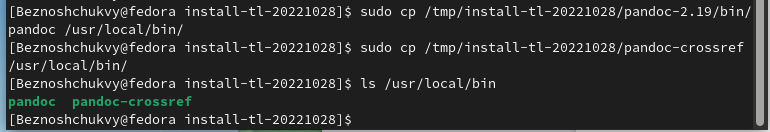 [Beznoshchukvy@fedora install-tl-20221028]$ sudo cp /tmp/install-tl-20221028/pandoc-2.19/bin/
pandoc /usr/local/bin/
[Beznoshchukvy@fedora install-tl-20221028]$ sudo cp /tmp/install-tl-20221028/pandoc-crossref
/usr/local/bin/
[Beznoshchukvy@fedora install-tl-20221028]$ ls /usr/local/bin
pandoc  pandoc-crossref
[Beznoshchukvy@fedora install-tl-20221028]$